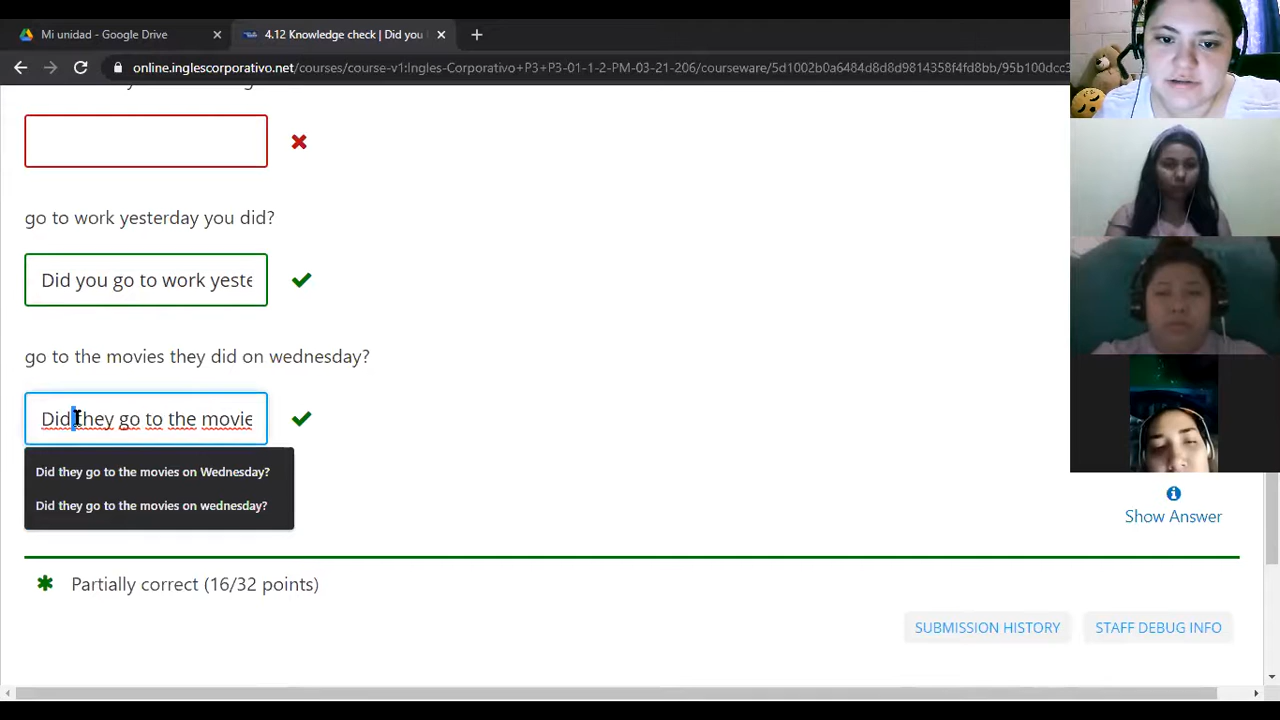 Mi unidad - Google Drive
4.12 Knowledge check | Did you
online.inglescorporativo.net/courses/course-v1:Ingles-Corporativo+P3+P3-01-1-2-PM-03-21-206/courseware/5d1002b0a6484d8d8d9814358f4fd8bb/95b100dcc3
go to work yesterday you did?
Did you go to work yeste
go to the movies they did on wednesday?
Did they go to the movie
Did they go to the movies on Wednesday?
Did they go to the movies on wednesday?
Show Answer
Partially correct (16/32 points)
SUBMISSION HISTORY
STAFF DEBUG INFO